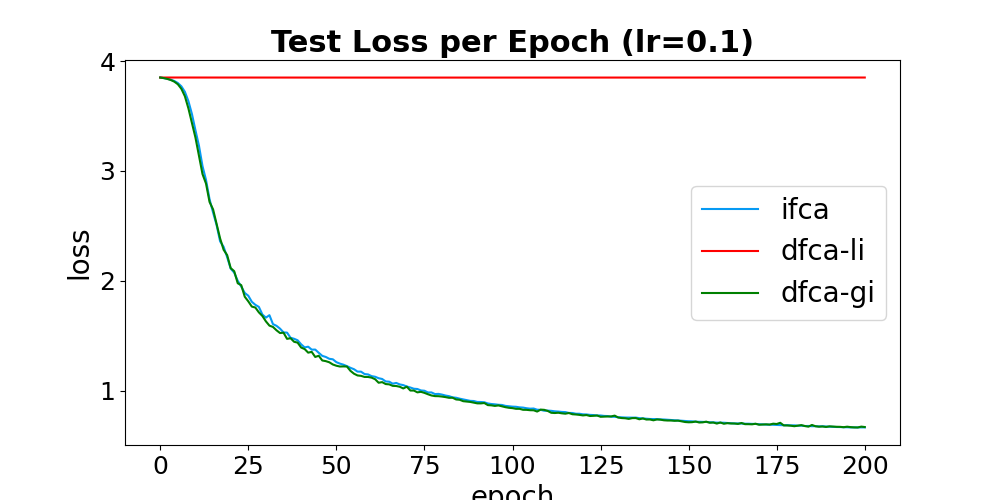 Test Loss per Epoch (lr=0.1)
4
3
2
1
loss
ifca
dfca-li
dfca-gi
0 25 50 75 100 125 150 175 200
epoch